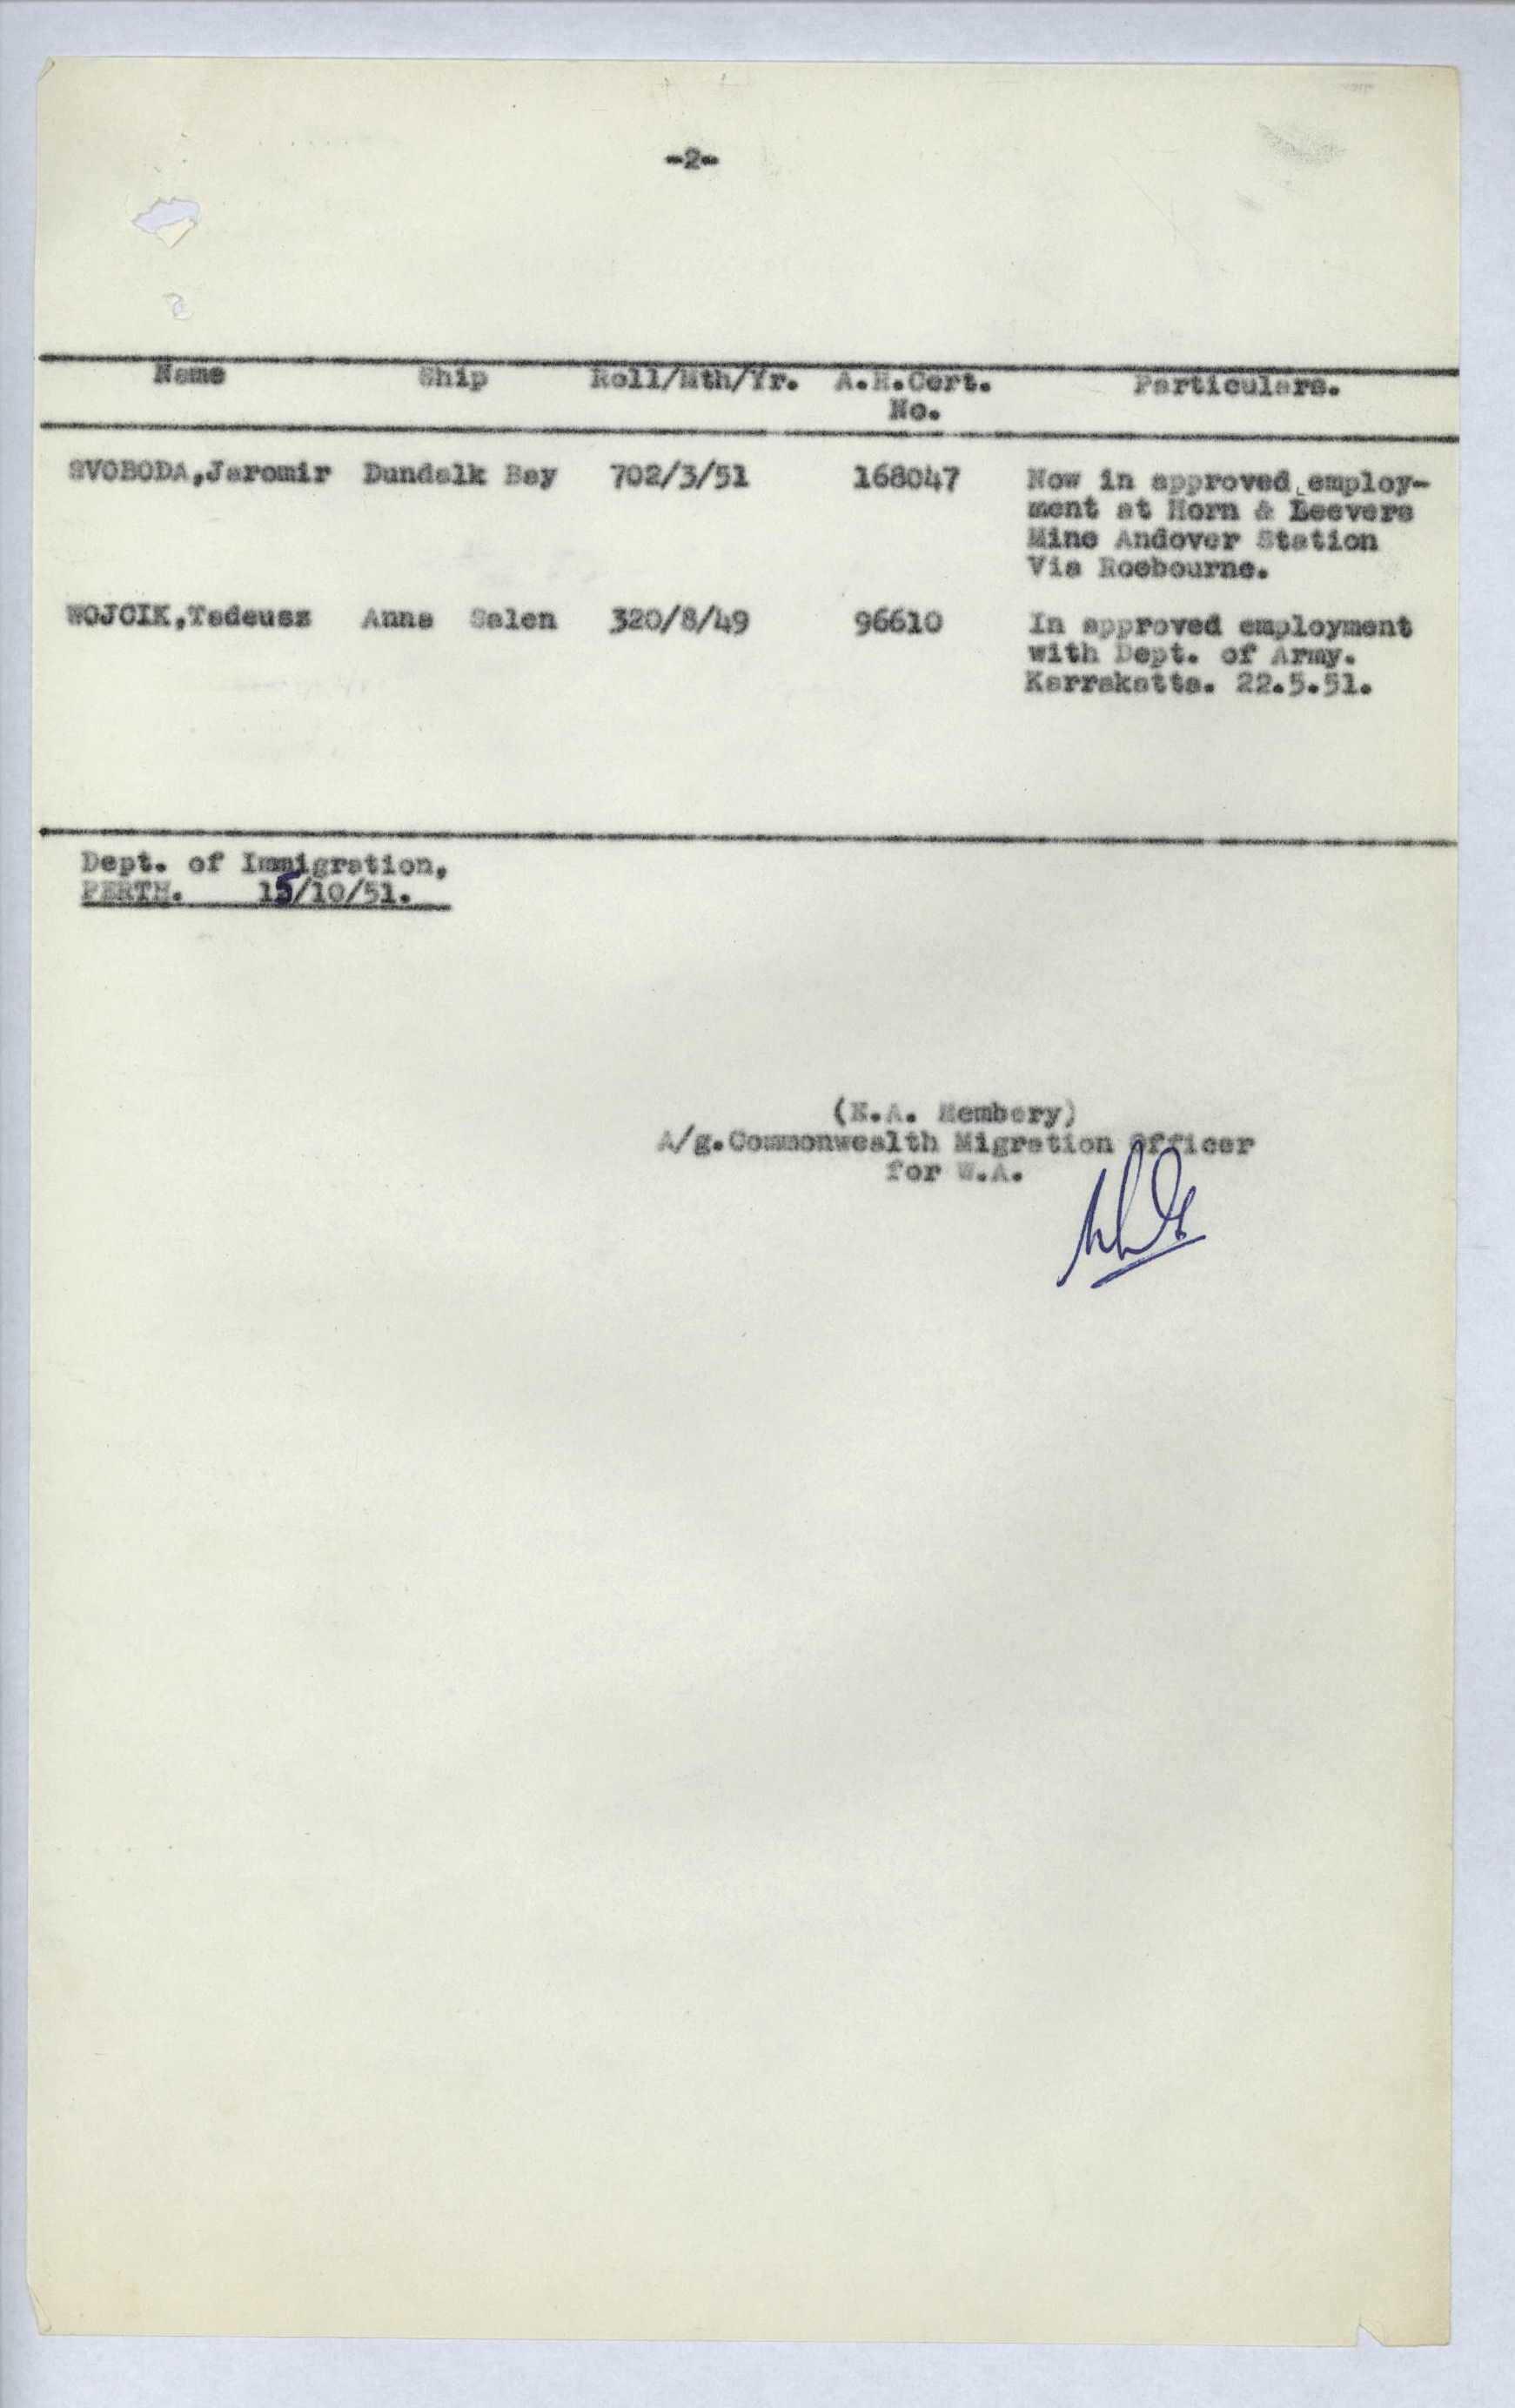 -2-
Name Ship Roll/Mth/Yr. A.R.Cert. Particulars.
No.
SVOBODA,Jaromir Dundalk Bay 702/3/51 168047 Now in approved employ-
ment at Horn & Leevers
Mine Andover Station
Via Roebourne.
WOJCIK,Tadeusz Anna Salen 320/8/49 96610 In approved employment
with Dept. of Army.
Karrakatta. 22.5.51.
Dept. of Immigration,
PERTH. 15/10/51.
Membery)
A/g.Commonwealth Migration Officer
for W.A.